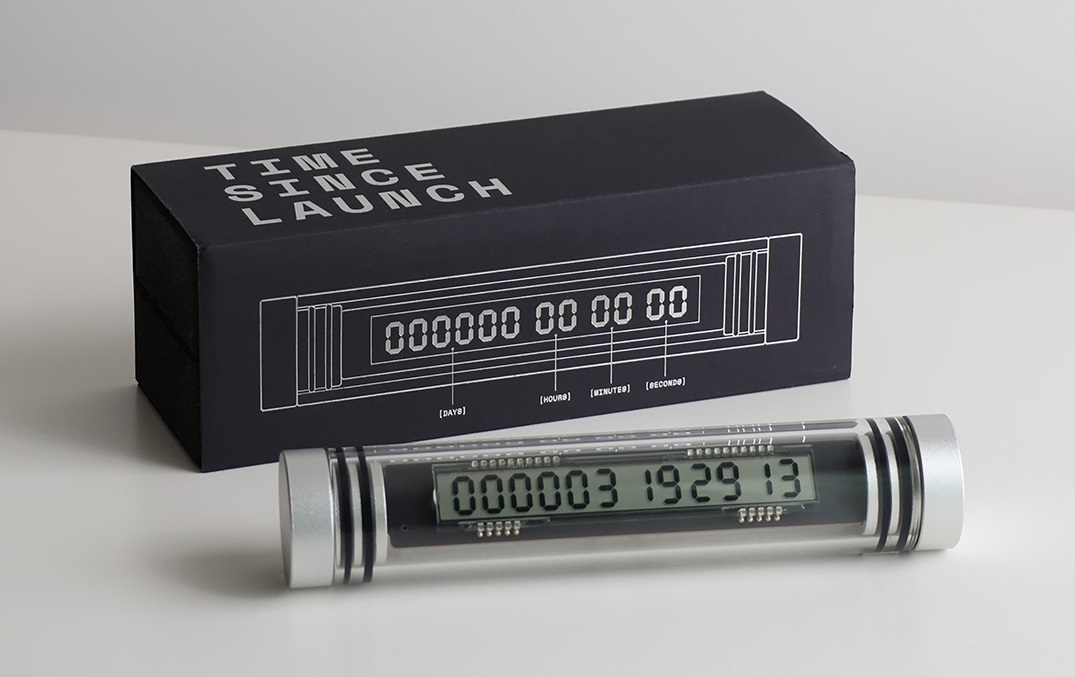 TIME
SINCE
LAUNCH
000000 00 00 00
[DAYS] [HOURS] [MINUTES] [SECONDS]
000003 192913